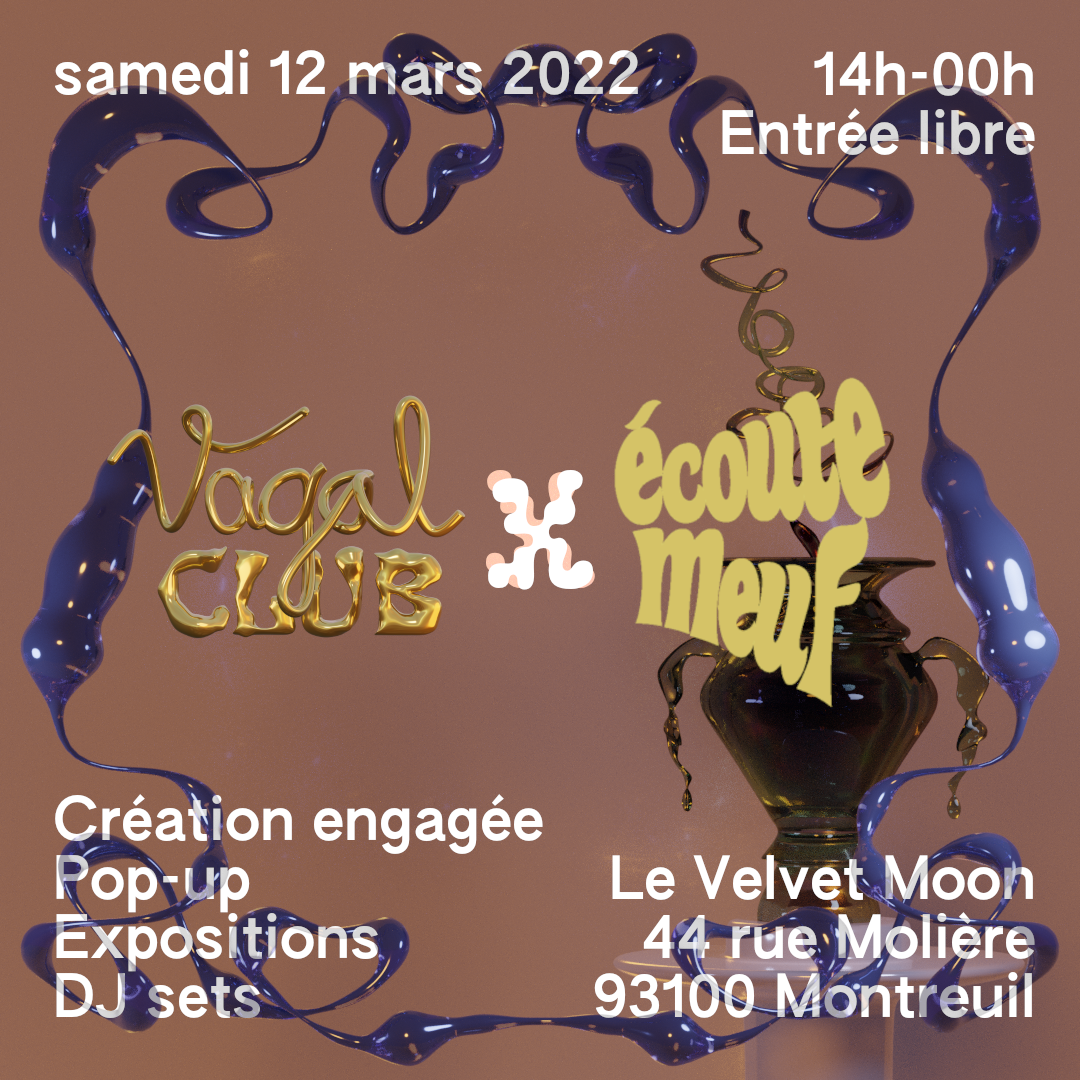 samedi 12 mars 2022
14h-00h
Entrée libre
Vagal
CLUB
X
écoute
meuf
Création engagée
Pop-up
Expositions
DJ sets
Le Velvet Moon
44 rue Molière
93100 Montreuil